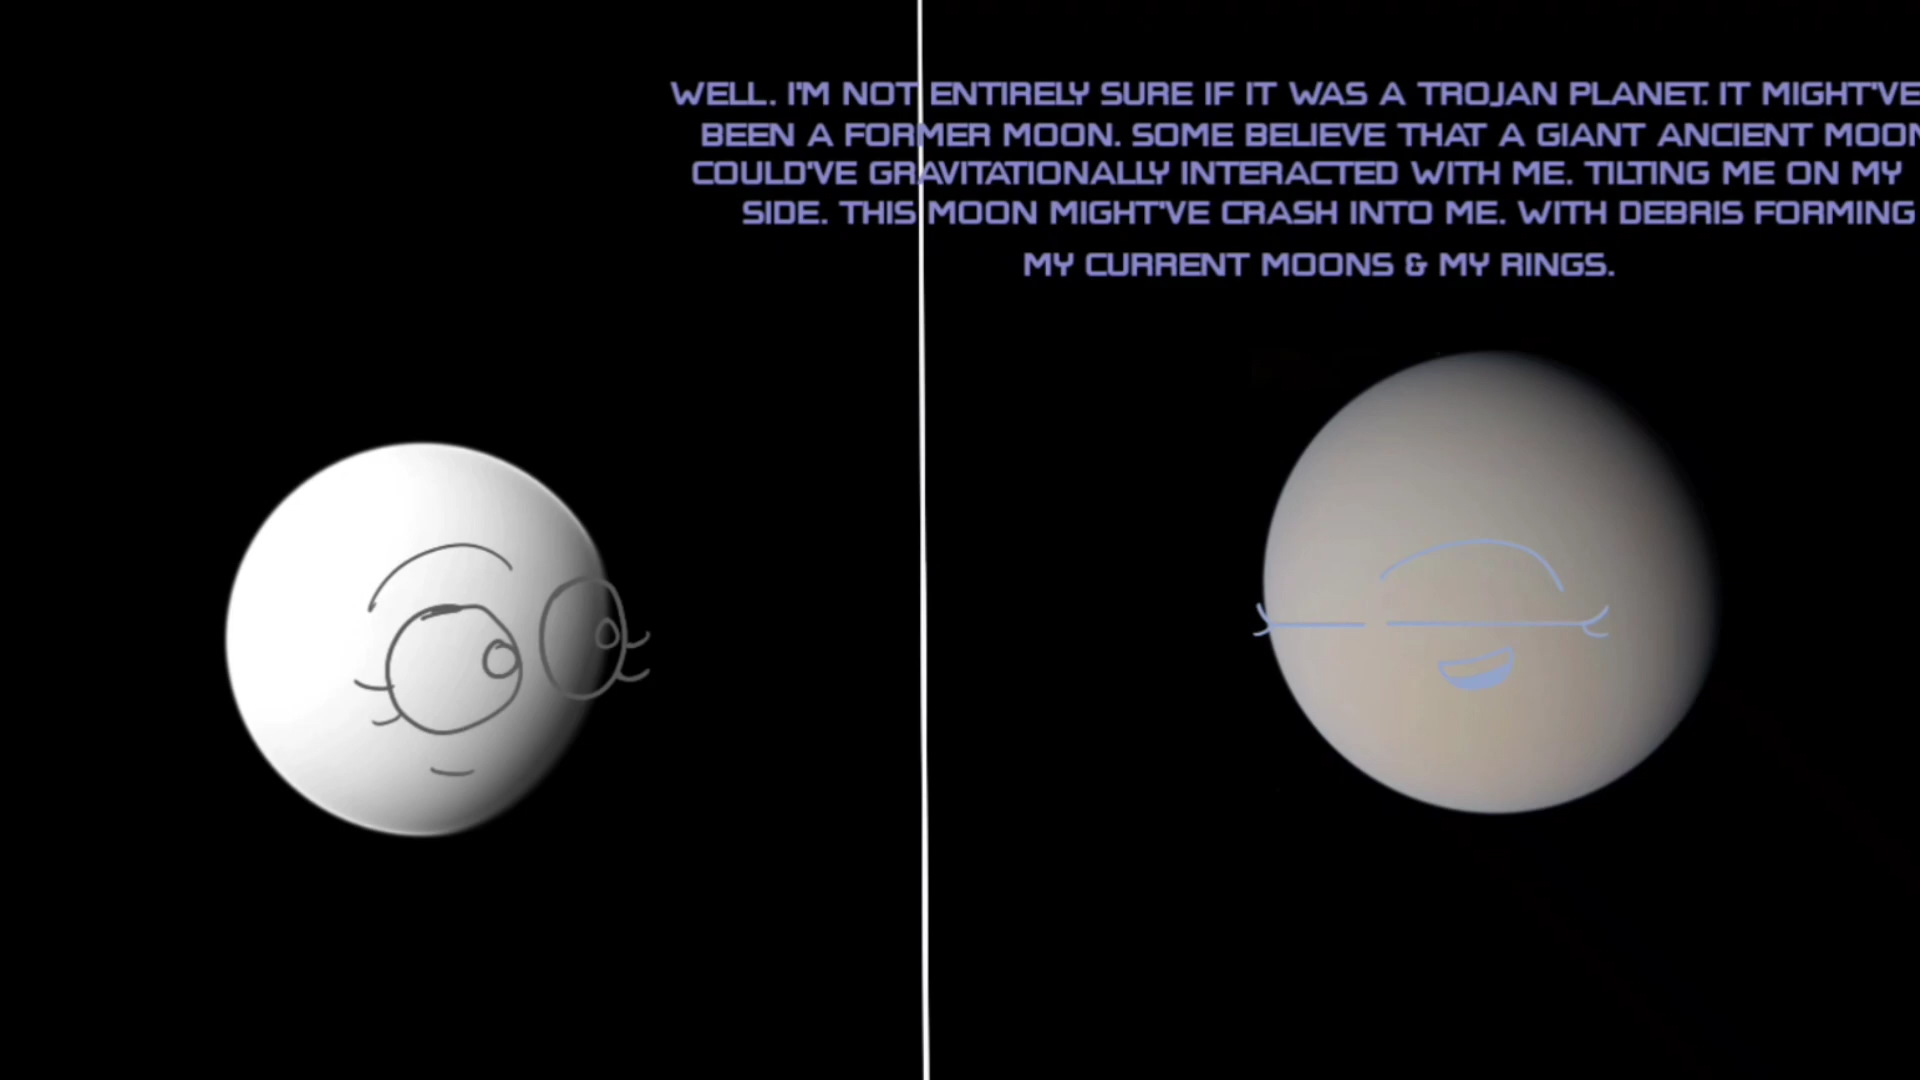 WELL. I'M NOT ENTIRELY SURE IF IT WAS A TROJAN PLANET. IT MIGHT'VE
BEEN A FORMER MOON. SOME BELIEVE THAT A GIANT ANCIENT MOON
COULD'VE GRAVITATIONALLY INTERACTED WITH ME. TILTING ME ON MY
SIDE. THIS MOON MIGHT'VE CRASH INTO ME. WITH DEBRIS FORMING
MY CURRENT MOONS & MY RINGS.